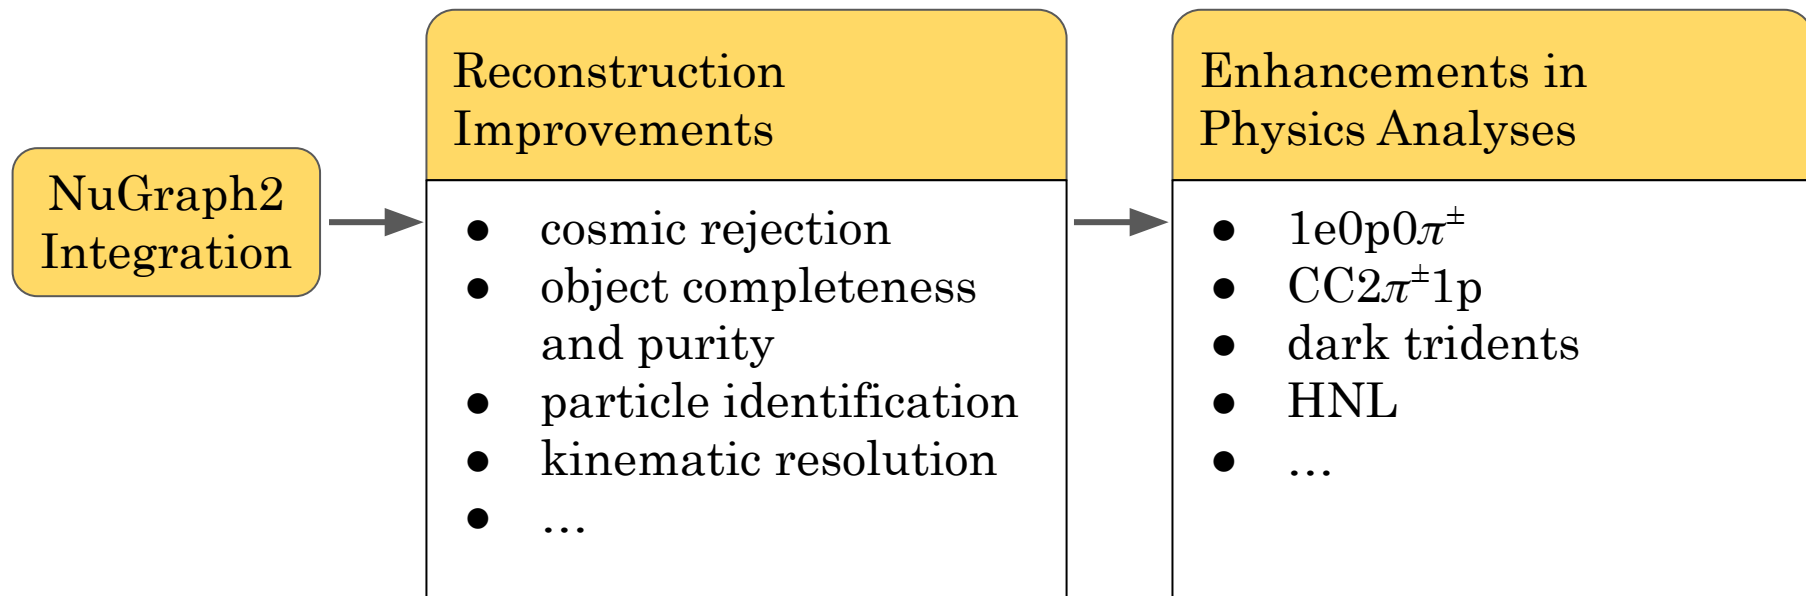 NuGraph2
Integration
Reconstruction
Improvements
● cosmic rejection
● object completeness
and purity
● particle identification
● kinematic resolution
● ...
Enhancements in
Physics Analyses
● 1e0p0π±
● CC2π±1p
● dark tridents
● HNL
● ...